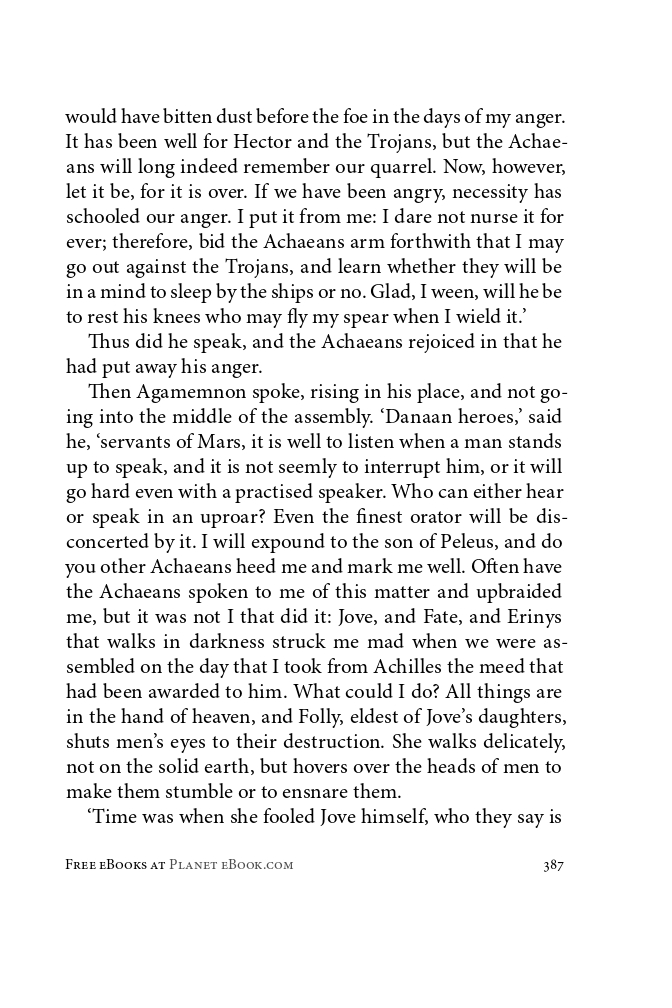 would have bitten dust before the foe in the days of my anger.
It has been well for Hector and the Trojans, but the Achae-
ans will long indeed remember our quarrel. Now, however,
let it be, for it is over. If we have been angry, necessity has
schooled our anger. I put it from me: I dare not nurse it for
ever; therefore, bid the Achaeans arm forthwith that I may
go out against the Trojans, and learn whether they will be
in a mind to sleep by the ships or no. Glad, I ween, will he be
to rest his knees who may fly my spear when I wield it.’
Thus did he speak, and the Achaeans rejoiced in that he
had put away his anger.
Then Agamemnon spoke, rising in his place, and not go-
ing into the middle of the assembly. ‘Danaan heroes,’ said
he, ‘servants of Mars, it is well to listen when a man stands
up to speak, and it is not seemly to interrupt him, or it will
go hard even with a practised speaker. Who can either hear
or speak in an uproar? Even the finest orator will be dis-
concerted by it. I will expound to the son of Peleus, and do
you other Achaeans heed me and mark me well. Often have
the Achaeans spoken to me of this matter and upbraided
me, but it was not I that did it: Jove, and Fate, and Erinys
that walks in darkness struck me mad when we were as-
sembled on the day that I took from Achilles the meed that
had been awarded to him. What could I do? All things are
in the hand of heaven, and Folly, eldest of Jove’s daughters,
shuts men’s eyes to their destruction. She walks delicately,
not on the solid earth, but hovers over the heads of men to
make them stumble or to ensnare them.
‘Time was when she fooled Jove himself, who they say is
Free eBooks at Planet eBook.com 387